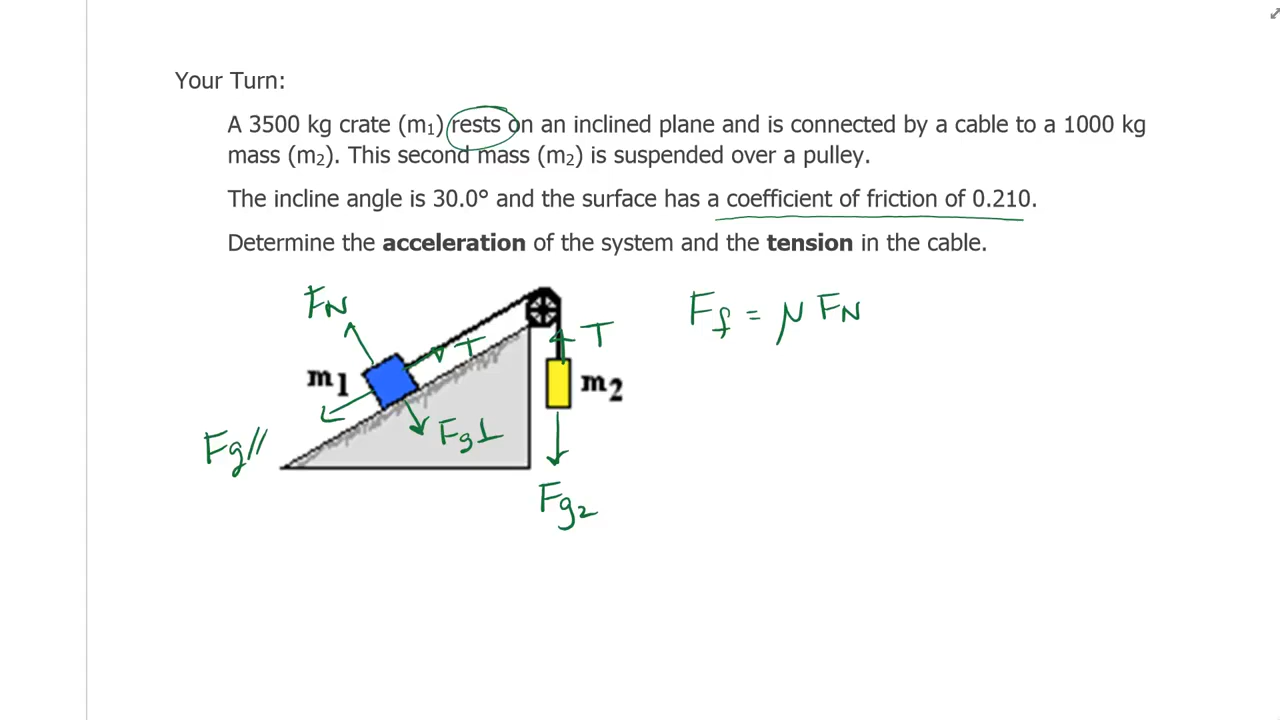 Your Turn:
A 3500 kg crate (m₁) rests on an inclined plane and is connected by a cable to a 1000 kg
mass (m₂). This second mass (m₂) is suspended over a pulley.
The incline angle is 30.0° and the surface has a coefficient of friction of 0.210.
Determine the acceleration of the system and the tension in the cable.
FN
Ff = μ FN
T
T
m1
m2
Fg//
Fg⊥
Fg2